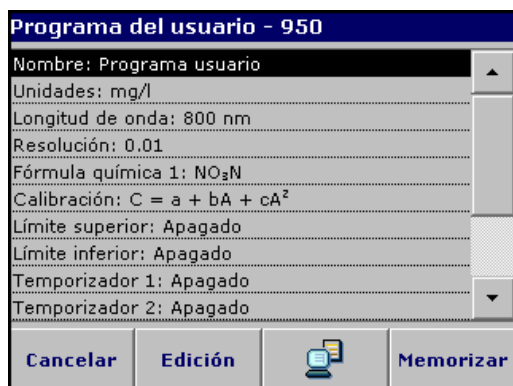 Programa del usuario - 950
Nombre: Programa usuario
Unidades: mg/l
Longitud de onda: 800 nm
Resolución: 0.01
Fórmula química 1: NO₃N
Calibración: C = a + bA + cA²
Límite superior: Apagado
Límite inferior: Apagado
Temporizador 1: Apagado
Temporizador 2: Apagado
Cancelar Edición Memorizar